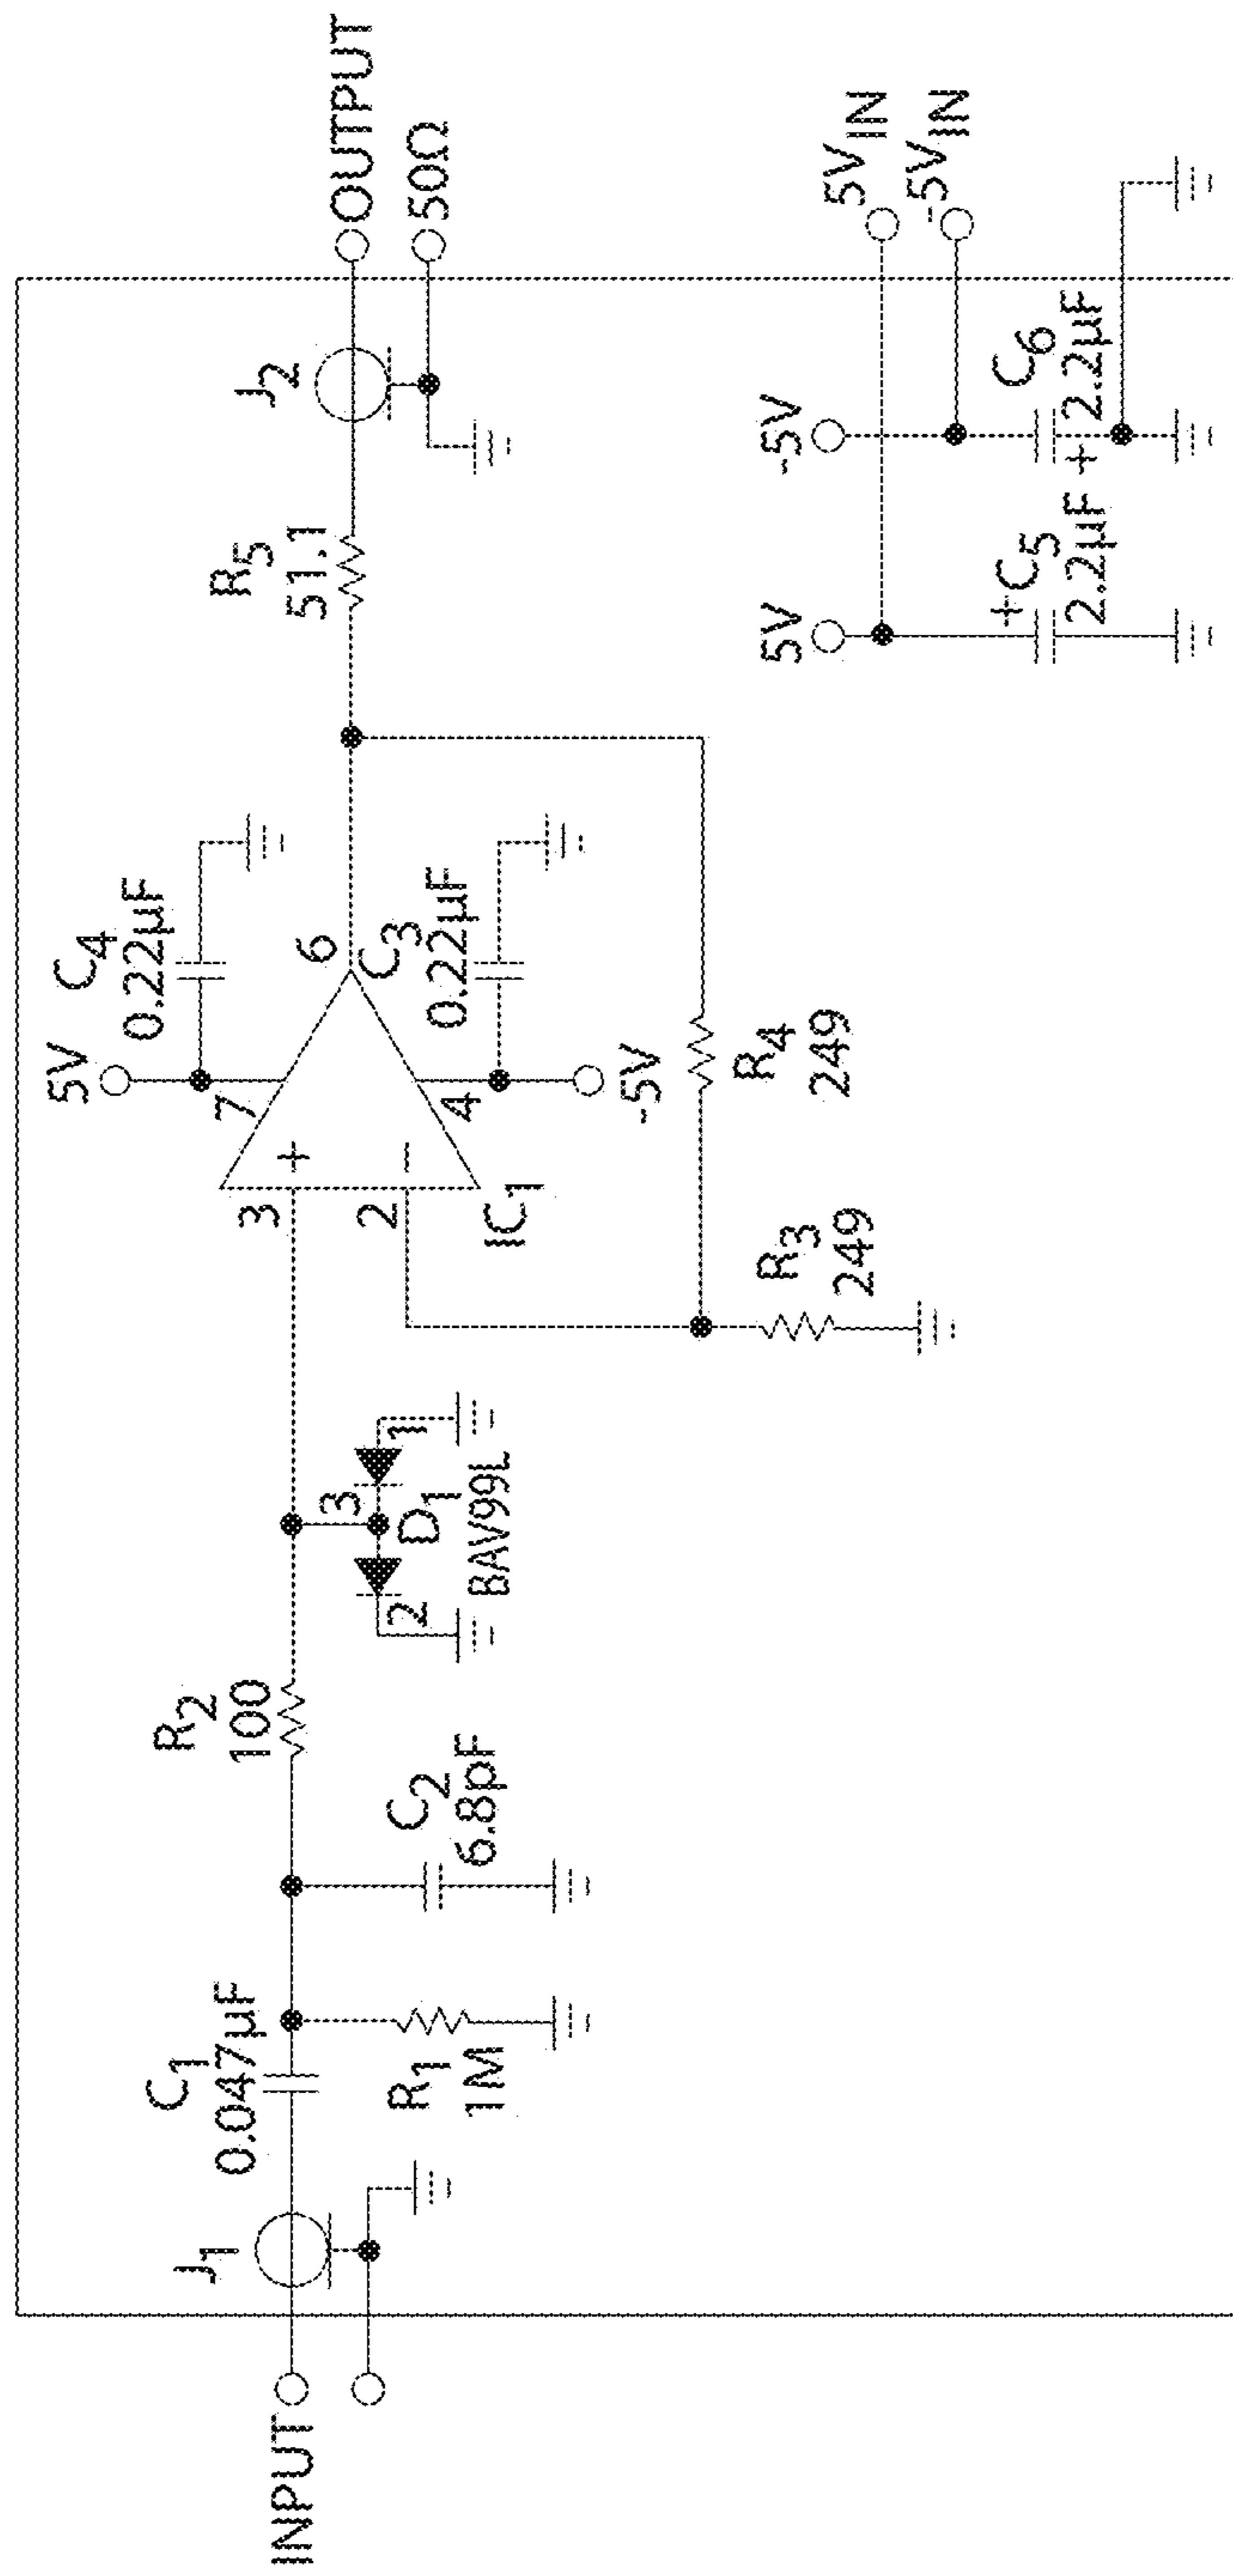 INPUT
J1
C1
0.047µF
R1
1M
C2
6.8pF
R2
100
3
2
1
D1
BAV99L
3
2
+
−
IC1
7
4
6
5V
C4
0.22µF
C3
0.22µF
-5V
R3
249
R4
249
R5
51.1
J2
OUTPUT
50Ω
5V
-5V
+
C5
2.2µF
+
C6
2.2µF
5VIN
-5VIN